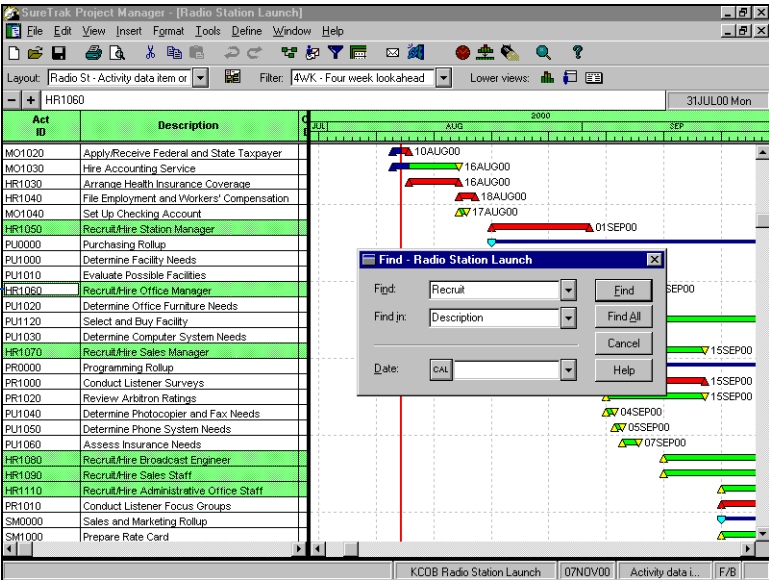 SureTrak Project Manager - [Radio Station Launch]
File Edit View Insert Format Tools Define Window Help
Layout: Radio St - Activity data item or Filter: 4WK - Four week lookahead Lower views:
HR1060 31JUL00 Mon
Act ID Description 2000
JUL AUG SEP
MO1020 Apply/Receive Federal and State Taxpayer 10AUG00
MO1030 Hire Accounting Service 16AUG00
HR1030 Arrange Health Insurance Coverage 16AUG00
HR1040 File Employment and Workers' Compensation 18AUG00
MO1040 Set Up Checking Account 17AUG00
HR1050 Recruit/Hire Station Manager 01SEP00
PU0000 Purchasing Rollup
PU1000 Determine Facility Needs
PU1010 Evaluate Possible Facilities
HR1060 Recruit/Hire Office Manager SEP00
PU1020 Determine Office Furniture Needs
PU1120 Select and Buy Facility
PU1030 Determine Computer System Needs
HR1070 Recruit/Hire Sales Manager 15SEP00
PR0000 Programming Rollup
PR1000 Conduct Listener Surveys 15SEP00
PR1020 Review Arbitron Ratings 15SEP00
PU1040 Determine Photocopier and Fax Needs 04SEP00
PU1050 Determine Phone System Needs 05SEP00
PU1060 Assess Insurance Needs 07SEP00
HR1080 Recruit/Hire Broadcast Engineer
HR1090 Recruit/Hire Sales Staff
HR1110 Recruit/Hire Administrative Office Staff
PR1010 Conduct Listener Focus Groups
SM0000 Sales and Marketing Rollup
SM1000 Prepare Rate Card
Find - Radio Station Launch
Find: Recruit Find
Find in: Description Find All
Cancel
Date: CAL Help
KCOB Radio Station Launch 07NOV00 Activity data i... F/B